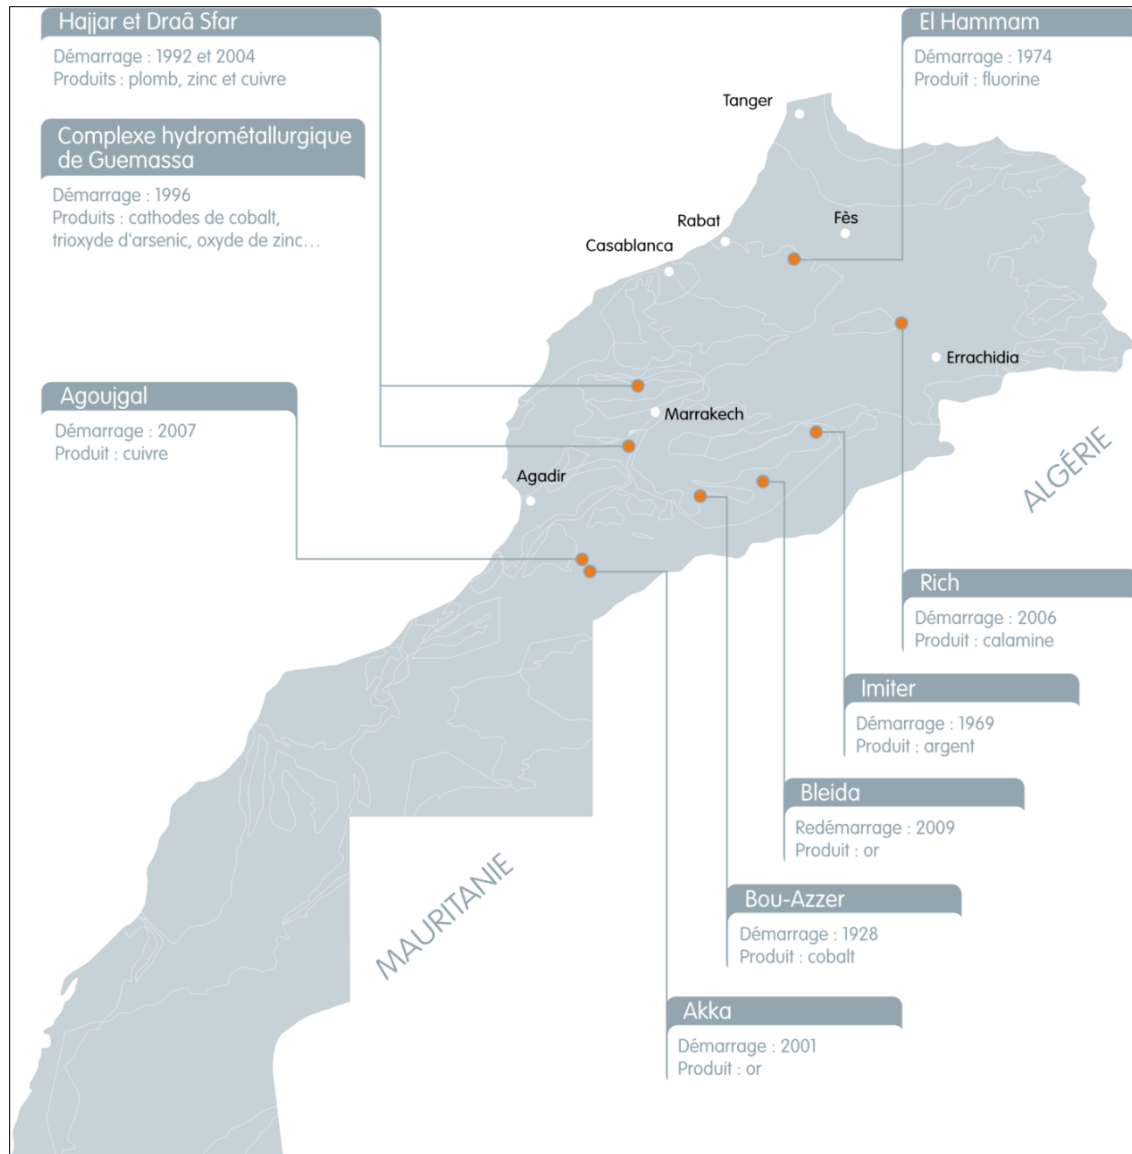 Hajjar et Draâ Sfar
Démarrage : 1992 et 2004
Produits : plomb, zinc et cuivre
El Hammam
Démarrage : 1974
Produit : fluorine
Complexe hydrométallurgique
de Guemassa
Démarrage : 1996
Produits : cathodes de cobalt,
trioxyde d'arsenic, oxyde de zinc...
Tanger
Rabat
Fès
Casablanca
Errachidia
Agoujgal
Démarrage : 2007
Produit : cuivre
Marrakech
Agadir
ALGÉRIE
Rich
Démarrage : 2006
Produit : calamine
Imiter
Démarrage : 1969
Produit : argent
Bleida
Redémarrage : 2009
Produit : or
MAURITANIE
Bou-Azzer
Démarrage : 1928
Produit : cobalt
Akka
Démarrage : 2001
Produit : or